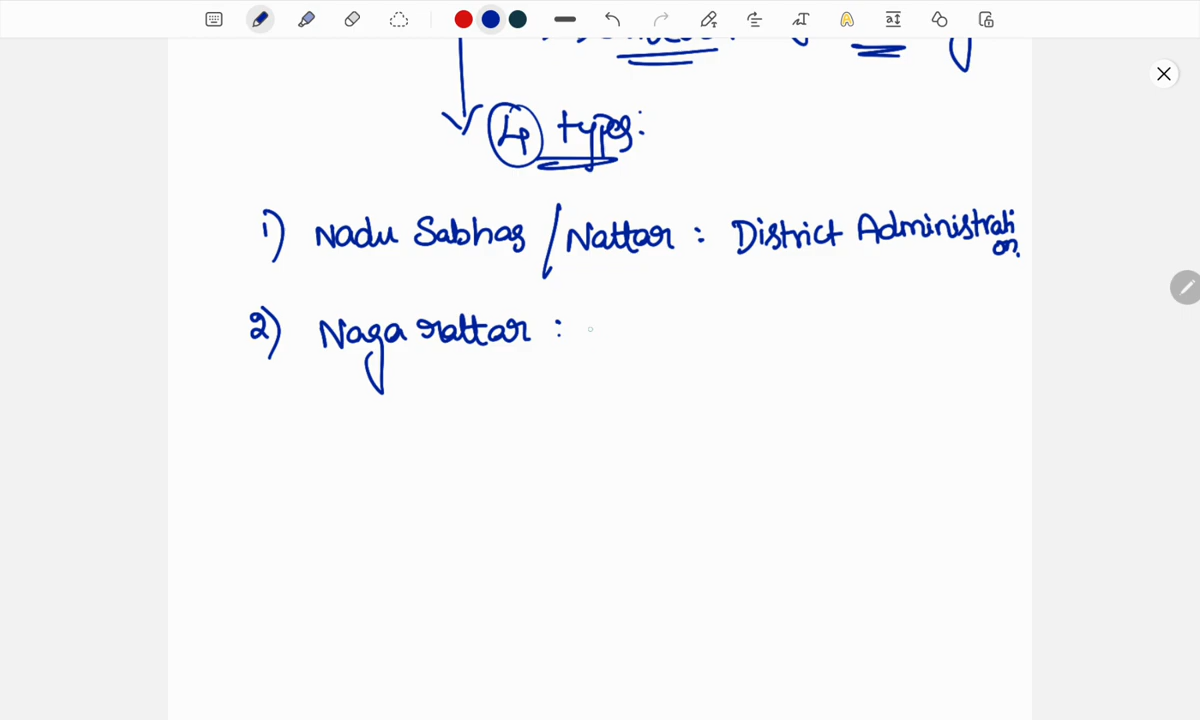 4 types:
1) Nadu Sabhas / Nattar : District Administration.
2) Nagarattar :